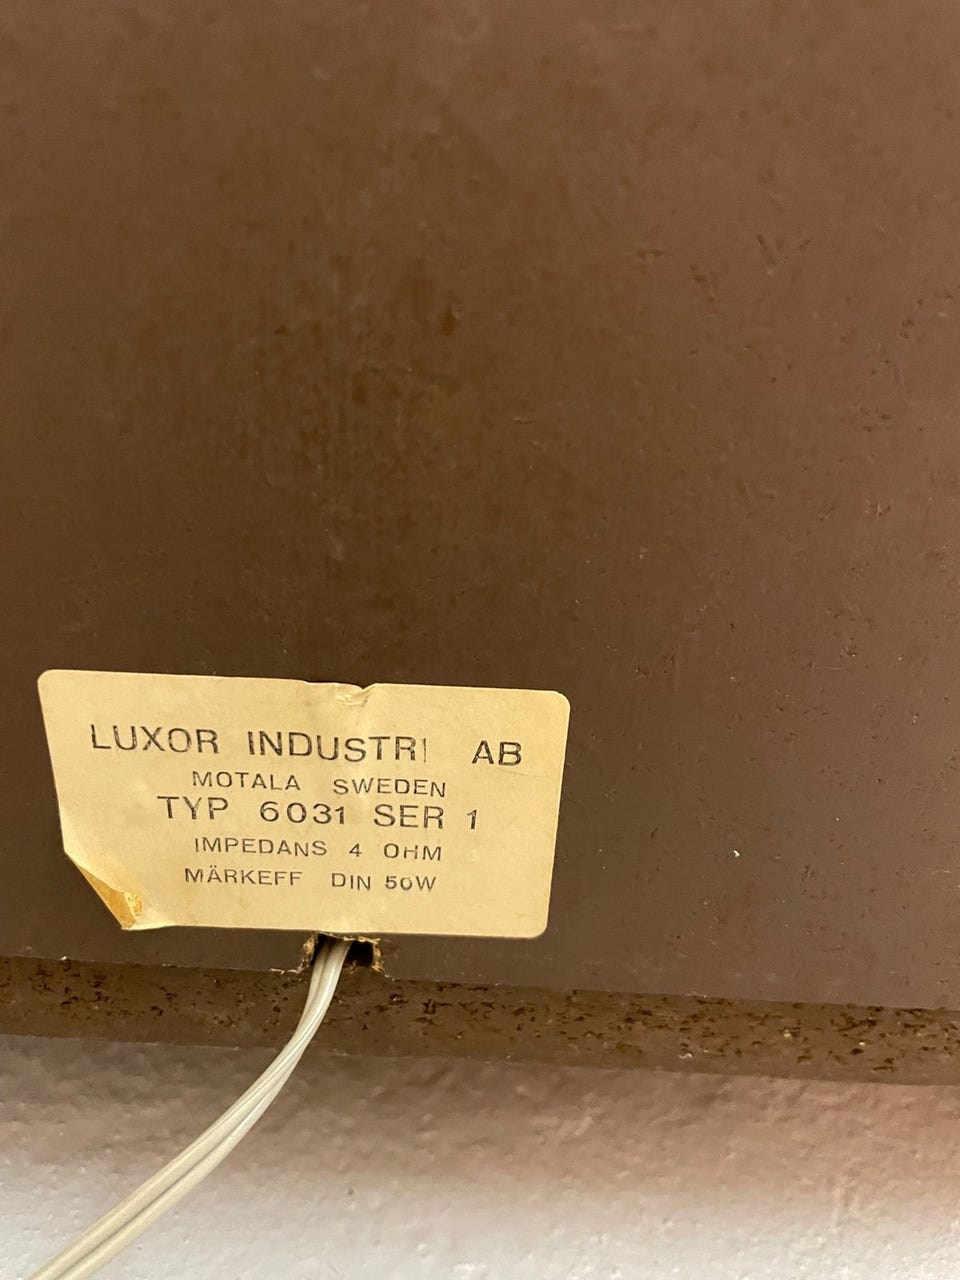 LUXOR INDUSTRI AB
MOTALA SWEDEN
TYP 6031 SER 1
IMPEDANS 4 OHM
MÄRKEFF DIN 50W